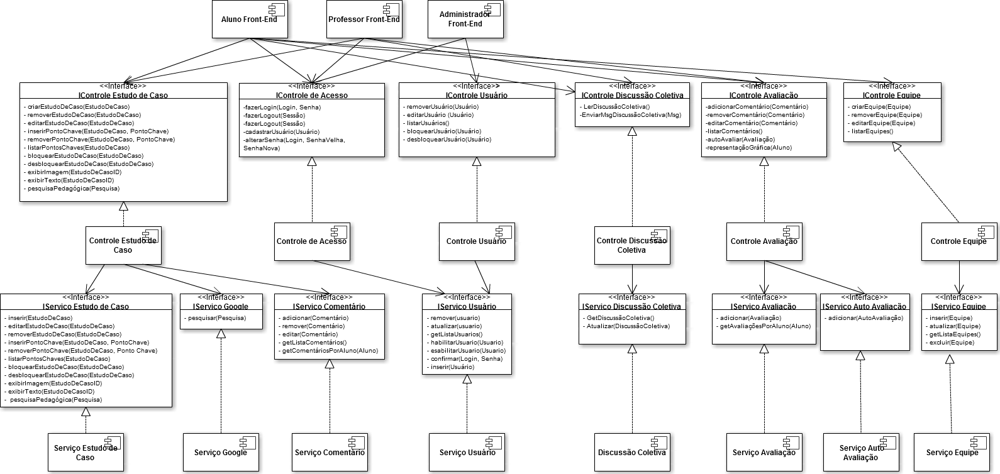 Aluno Front-End
Professor Front-End
Administrador
Front-End
<<Interface>>
IControle Estudo de Caso
- criarEstudoDeCaso(EstudoDeCaso)
- removerEstudoDeCaso(EstudoDeCaso)
- editarEstudoDeCaso(EstudoDeCaso)
- inserirPontoChave(EstudoDeCaso, PontoChave)
- removerPontoChave(EstudoDeCaso, PontoChave)
- listarPontosChaves(EstudoDeCaso)
- bloquearEstudoDeCaso(EstudoDeCaso)
- desbloquearEstudoDeCaso(EstudoDeCaso)
- exibirImagem(EstudoDeCasoID)
- exibirTexto(EstudoDeCasoID)
- pesquisaPedagógica(Pesquisa)
<<Interface>>
IControle de Acesso
-fazerLogin(Login, Senha)
-fazerLogout(Sessão)
-fazerLogout(Sessão)
-cadastrarUsuário(Usuário)
-alterarSenha(Login, SenhaVelha,
SenhaNova)
<<Interface>>
IControle Usuário
- removerUsuário(Usuário)
- editarUsuário (Usuário)
- listarUsuários()
- bloquearUsuário(Usuário)
- desbloquearUsuário(Usuário)
<<Interface>>
IControle Discussão Coletiva
- LerDiscussãoColetiva()
-EnviarMsgDiscussãoColetiva(Msg)
<<Interface>>
IControle Avaliação
-adicionarComentário(Comentário)
-removerComentário(Comentário)
-editarComentário(Comentário)
-listarComentários()
-autoAvaliar(Avaliação)
-representaçãoGráfica(Aluno)
<<Interface>>
IControle Equipe
- criarEquipe(Equipe)
- removerEquipe(Equipe)
- editarEquipe(Equipe)
- listarEquipes()
Controle Estudo de
Caso
Controle de Acesso
Controle Usuário
Controle Discussão
Coletiva
Controle Avaliação
Controle Equipe
<<Interface>>
IServiço Estudo de Caso
- inserir(EstudoDeCaso)
- editarEstudoDeCaso(EstudoDeCaso)
- removerEstudoDeCaso(EstudoDeCaso)
- inserirPontoChave(EstudoDeCaso, PontoChave)
- removerPontoChave(EstudoDeCaso, Ponto Chave)
- listarPontosChaves(EstudoDeCaso)
- bloquearEstudoDeCaso(EstudoDeCaso)
- desbloquearEstudoDeCaso(EstudoDeCaso)
- exibirImagem(EstudoDeCasoID)
- exibirTexto(EstudoDeCasoID)
- pesquisaPedagógica(Pesquisa)
<<Interface>>
IServiço Google
- pesquisar(Pesquisa)
<<Interface>>
IServiço Comentário
- adicionar(Comentário)
- remover(Comentário)
- editar(Comentário)
- getListaComentários()
- getComentáriosPorAluno(Aluno)
<<Interface>>
IServiço Usuário
- remover(usuario)
- atualizar(usuario)
- getListaUsuarios()
- habilitarUsuario(Usuario)
- esabilitarUsuario(Usuario)
- confirmar(Login, Senha)
- inserir(Usuário)
<<Interface>>
IServiço Discussão Coletiva
- GetDiscussãoColetiva()
- Atualizar(DiscussãoColetiva)
<<Interface>>
IServiço Avaliação
- adicionar(Avaliação)
- getAvaliaçõesPorAluno(Aluno)
<<Interface>>
IServiço Auto Avaliação
- adicionar(AutoAvaliação)
<<Interface>>
IServiço Equipe
- inserir(Equipe)
- atualizar(Equipe)
- getListaEquipes()
- excluir(Equipe)
Serviço Estudo de
Caso
Serviço Google
Serviço Comentário
Serviço Usuário
Discussão Coletiva
Serviço Avaliação
Serviço Auto
Avaliação
Serviço Equipe